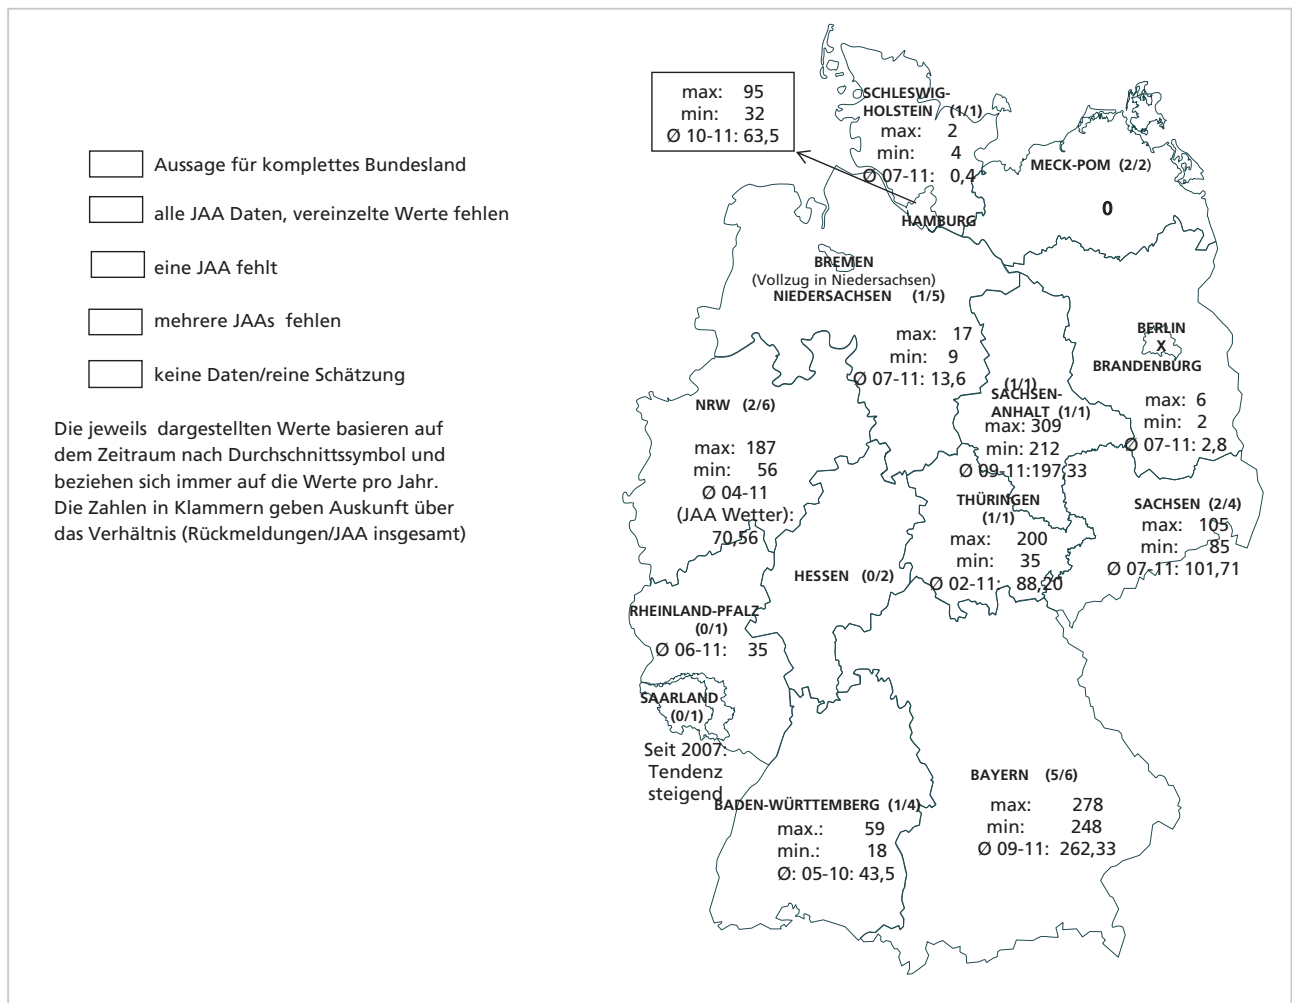 Aussage für komplettes Bundesland
alle JAA Daten, vereinzelte Werte fehlen
eine JAA fehlt
mehrere JAAs fehlen
keine Daten/reine Schätzung
Die jeweils dargestellten Werte basieren auf
dem Zeitraum nach Durchschnittssymbol und
beziehen sich immer auf die Werte pro Jahr.
Die Zahlen in Klammern geben Auskunft über
das Verhältnis (Rückmeldungen/JAA insgesamt)
max: 95
min: 32
Ø 10-11: 63,5
SCHLESWIG-
HOLSTEIN (1/1)
max: 2
min: 4
Ø 07-11: 0,4
MECK-POM (2/2)
0
HAMBURG
BREMEN
(Vollzug in Niedersachsen)
NIEDERSACHSEN (1/5)
max: 17
min: 9
Ø 07-11: 13,6
BERLIN
X
BRANDENBURG
max: 6
min: 2
Ø 07-11: 2,8
(1/1)
SACHSEN-
ANHALT (1/1)
max: 309
min: 212
Ø 09-11:197,33
NRW (2/6)
max: 187
min: 56
Ø 04-11
(JAA Wetter):
70,56
THÜRINGEN
(1/1)
max: 200
min: 35
Ø 02-11: 88,20
SACHSEN (2/4)
max: 105
min: 85
Ø 07-11: 101,71
HESSEN (0/2)
RHEINLAND-PFALZ
(0/1)
Ø 06-11: 35
SAARLAND
(0/1)
Seit 2007:
Tendenz
steigend
BADEN-WÜRTTEMBERG (1/4)
max.: 59
min.: 18
Ø: 05-10: 43,5
BAYERN (5/6)
max: 278
min: 248
Ø 09-11: 262,33